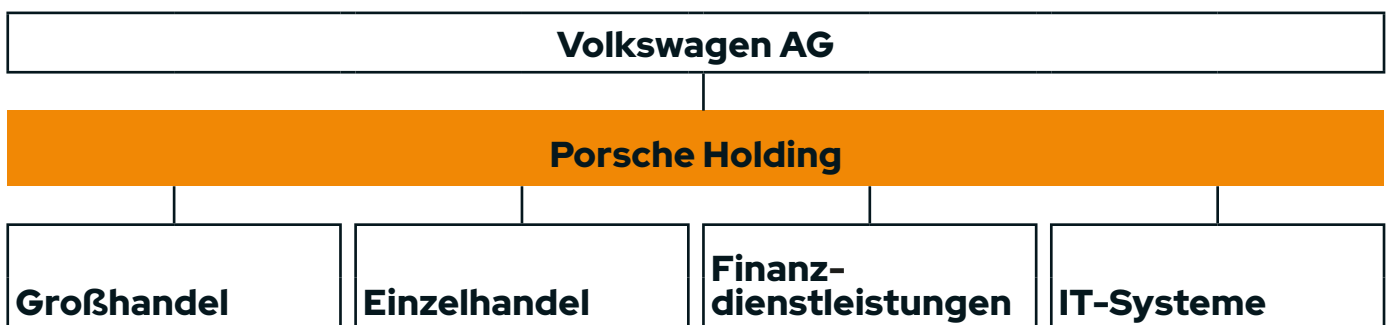 Volkswagen AG
Porsche Holding
Großhandel
Einzelhandel
Finanz-
dienstleistungen
IT-Systeme